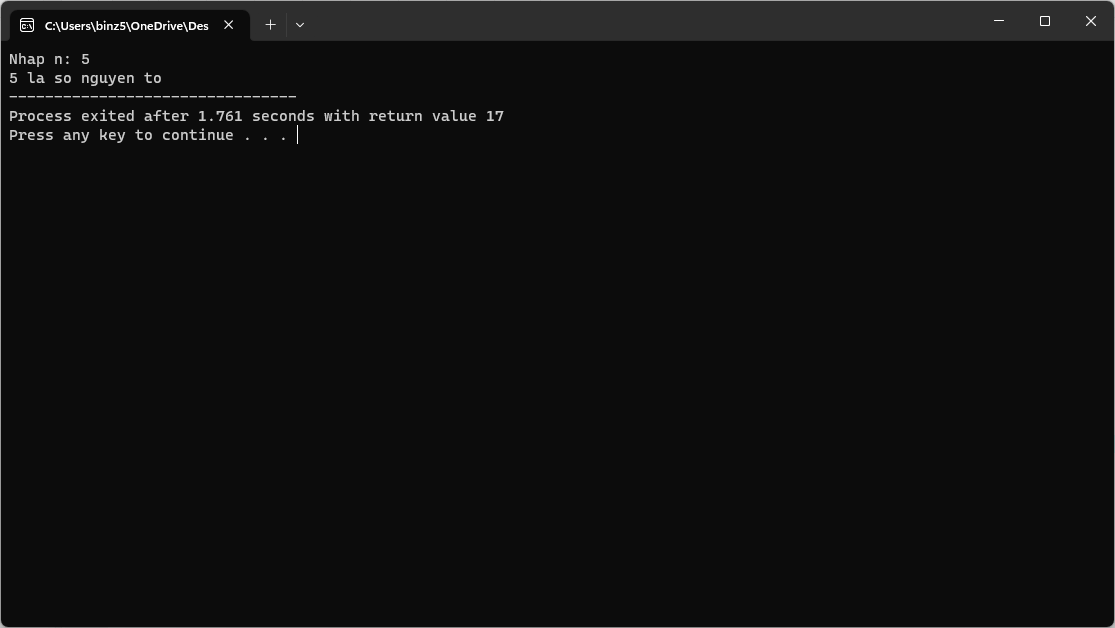 C:\Users\binz5\OneDrive\Des
Nhap n: 5
5 la so nguyen to
--------------------------------
Process exited after 1.761 seconds with return value 17
Press any key to continue . . .